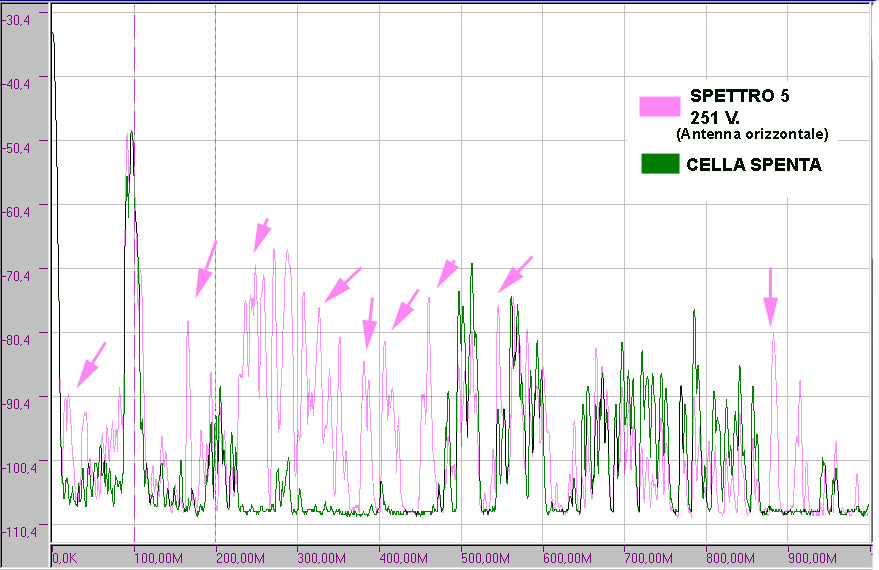 -30,4
-40,4
-50,4
-60,4
-70,4
-80,4
-90,4
-100,4
-110,4
SPETTRO 5
251 V.
(Antenna orizzontale)
CELLA SPENTA
0,0K 100,00M 200,00M 300,00M 400,00M 500,00M 600,00M 700,00M 800,00M 900,00M